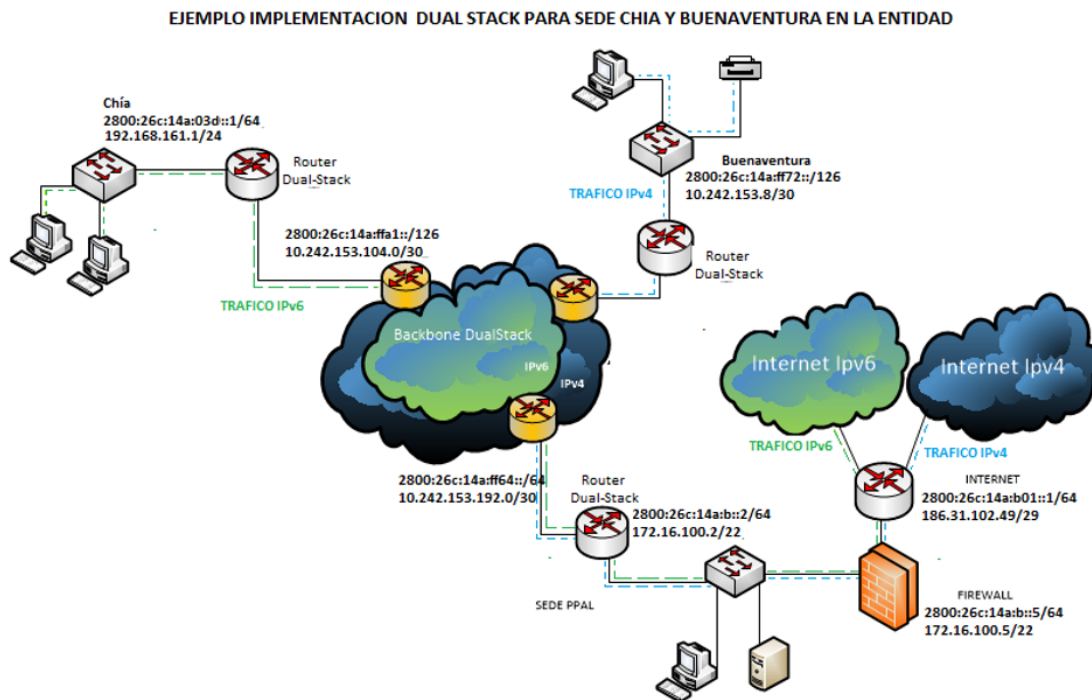 EJEMPLO IMPLEMENTACION DUAL STACK PARA SEDE CHIA Y BUENAVENTURA EN LA ENTIDAD
Chía
2800:26c:14a:03d::1/64
192.168.161.1/24
Router
Dual-Stack
2800:26c:14a:ffa1::/126
10.242.153.104.0/30
TRAFICO IPv6
Buenaventura
2800:26c:14a:ff72::/126
10.242.153.8/30
TRAFICO IPv4
Router
Dual-Stack
Backbone DualStack
IPv6
IPv4
Internet Ipv6
Internet Ipv4
TRAFICO IPv6
TRAFICO IPv4
2800:26c:14a:ff64::/64
10.242.153.192.0/30
Router
Dual-Stack
2800:26c:14a:b::2/64
172.16.100.2/22
INTERNET
2800:26c:14a:b01::1/64
186.31.102.49/29
SEDE PPAL
FIREWALL
2800:26c:14a:b::5/64
172.16.100.5/22